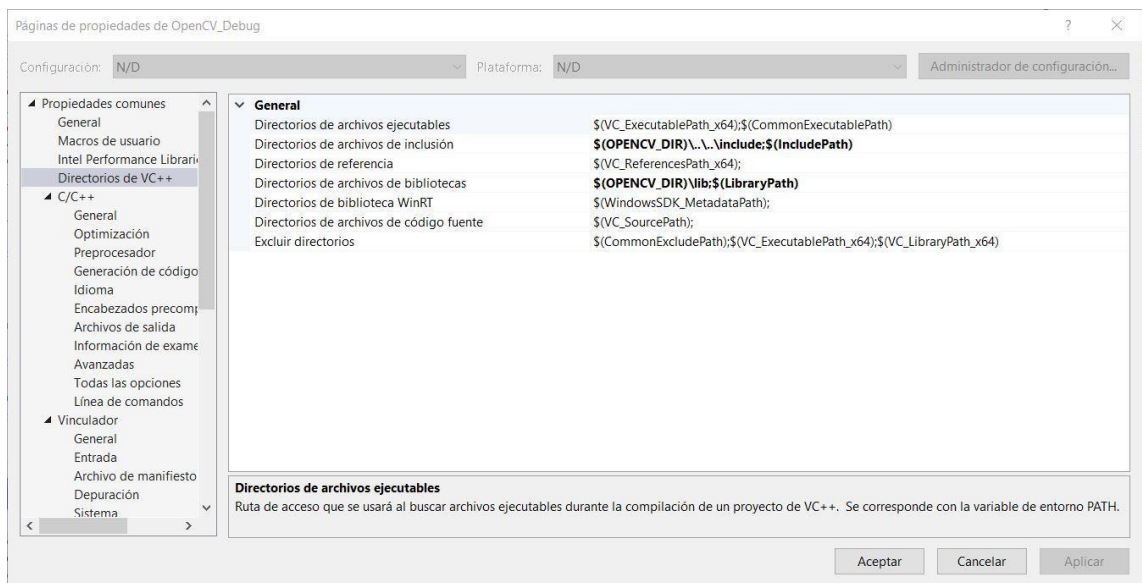 Páginas de propiedades de OpenCV_Debug
Configuración: N/D Plataforma: N/D Administrador de configuración...
Propiedades comunes
General
Macros de usuario
Intel Performance Librari
Directorios de VC++
C/C++
General
Optimización
Preprocesador
Generación de código
Idioma
Encabezados precomp
Archivos de salida
Información de exame
Avanzadas
Todas las opciones
Línea de comandos
Vinculador
General
Entrada
Archivo de manifiesto
Depuración
Sistema
General
Directorios de archivos ejecutables $(VC_ExecutablePath_x64);$(CommonExecutablePath)
Directorios de archivos de inclusión $(OPENCV_DIR)\..\..\include;$(IncludePath)
Directorios de referencia $(VC_ReferencesPath_x64);
Directorios de archivos de bibliotecas $(OPENCV_DIR)\lib;$(LibraryPath)
Directorios de biblioteca WinRT $(WindowsSDK_MetadataPath);
Directorios de archivos de código fuente $(VC_SourcePath);
Excluir directorios $(CommonExcludePath);$(VC_ExecutablePath_x64);$(VC_LibraryPath_x64)
Directorios de archivos ejecutables
Ruta de acceso que se usará al buscar archivos ejecutables durante la compilación de un proyecto de VC++. Se corresponde con la variable de entorno PATH.
Aceptar Cancelar Aplicar